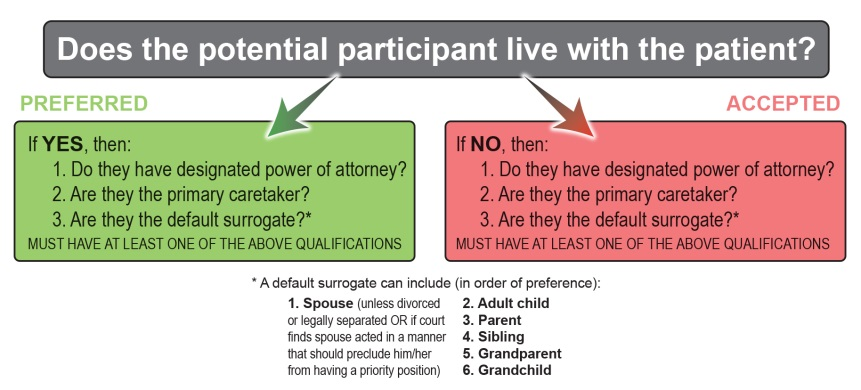 Does the potential participant live with the patient?
PREFERRED
If YES, then:
1. Do they have designated power of attorney?
2. Are they the primary caretaker?
3. Are they the default surrogate?*
MUST HAVE AT LEAST ONE OF THE ABOVE QUALIFICATIONS
ACCEPTED
If NO, then:
1. Do they have designated power of attorney?
2. Are they the primary caretaker?
3. Are they the default surrogate?*
MUST HAVE AT LEAST ONE OF THE ABOVE QUALIFICATIONS
* A default surrogate can include (in order of preference):
1. Spouse (unless divorced
or legally separated OR if court
finds spouse acted in a manner
that should preclude him/her
from having a priority position)
2. Adult child
3. Parent
4. Sibling
5. Grandparent
6. Grandchild